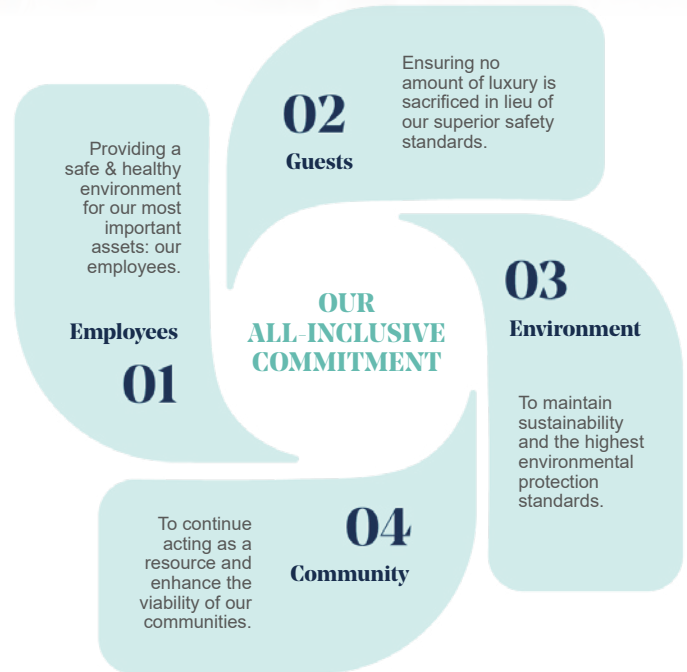 OUR
ALL-INCLUSIVE
COMMITMENT
Providing a
safe & healthy
environment
for our most
important
assets: our
employees.
Employees
01
02
Guests
Ensuring no
amount of luxury is
sacrificed in lieu of
our superior safety
standards.
03
Environment
To maintain
sustainability
and the highest
environmental
protection
standards.
04
Community
To continue
acting as a
resource and
enhance the
viability of our
communities.